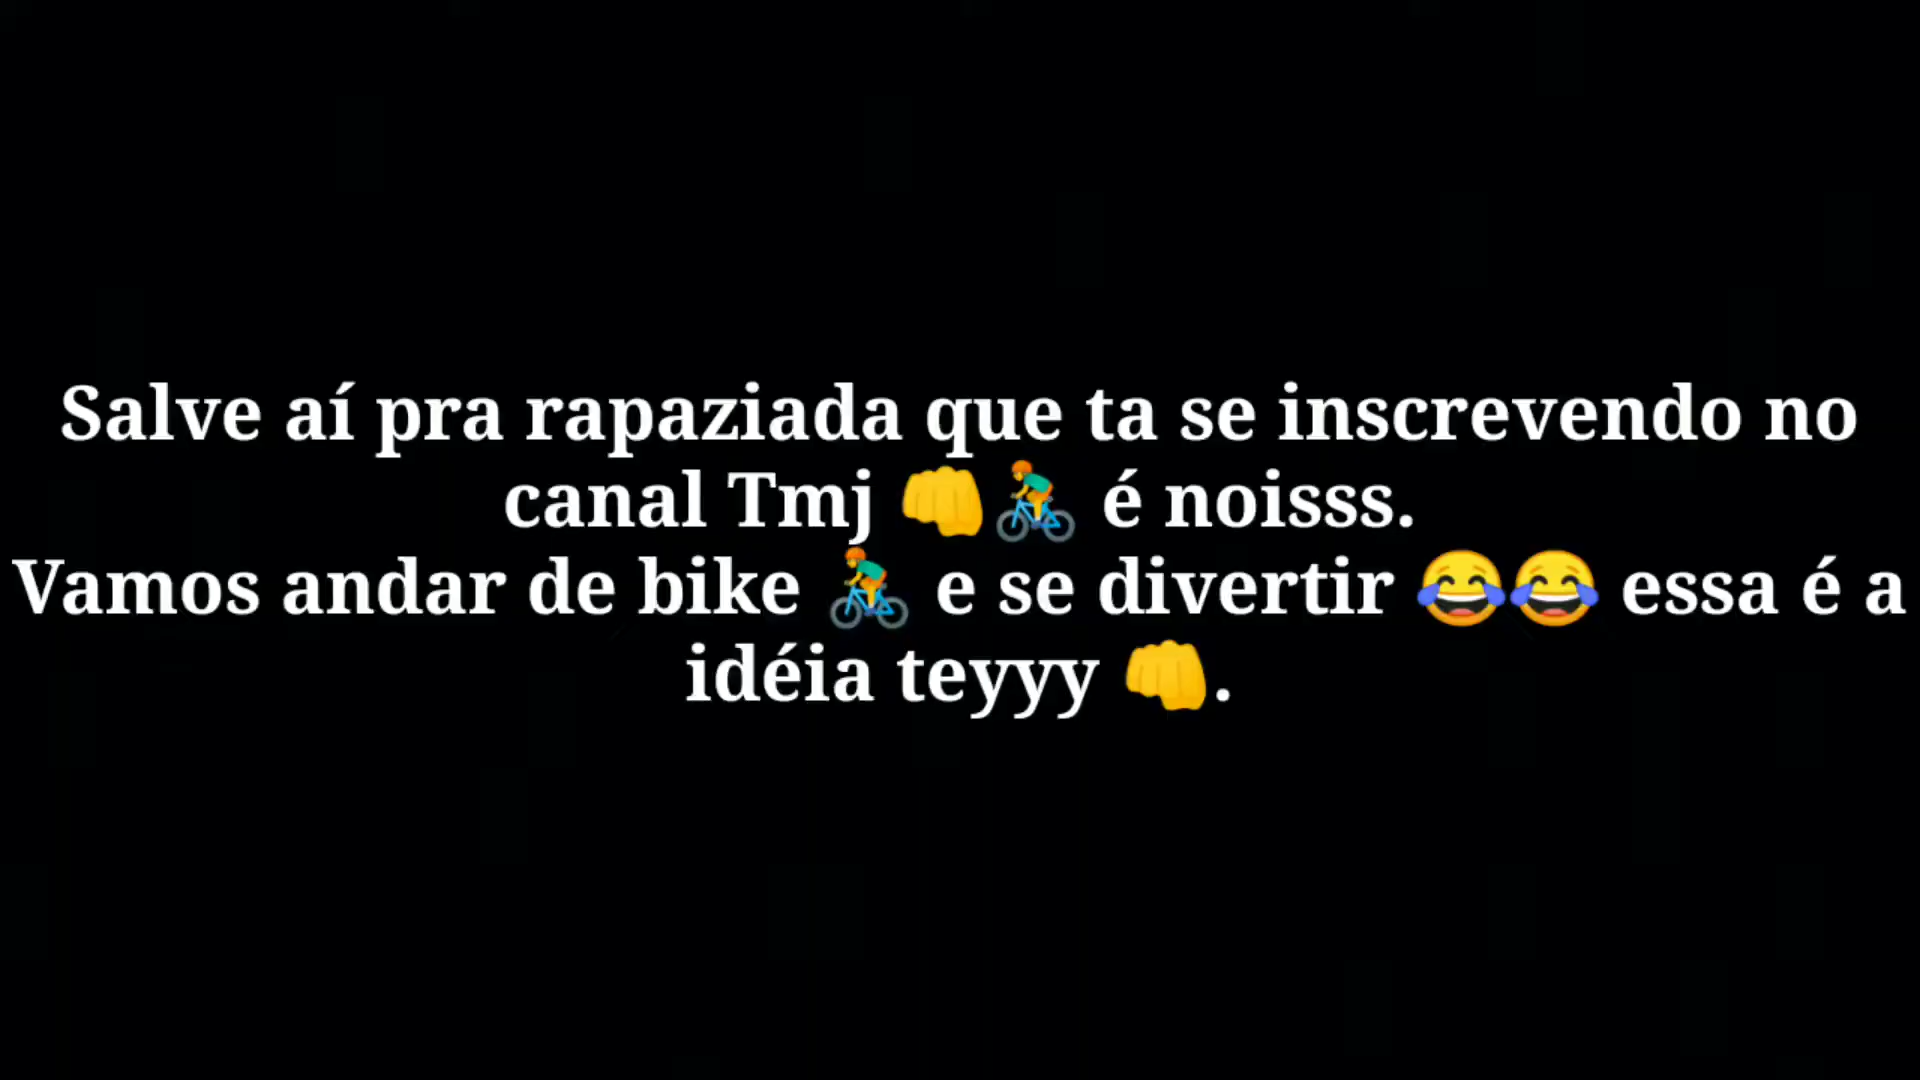 Salve aí pra rapaziada que ta se inscrevendo no
canal Tmj 👊🚴 é noisss.
Vamos andar de bike 🚴 e se divertir 😂😂 essa é a
idéia teyyy 👊.